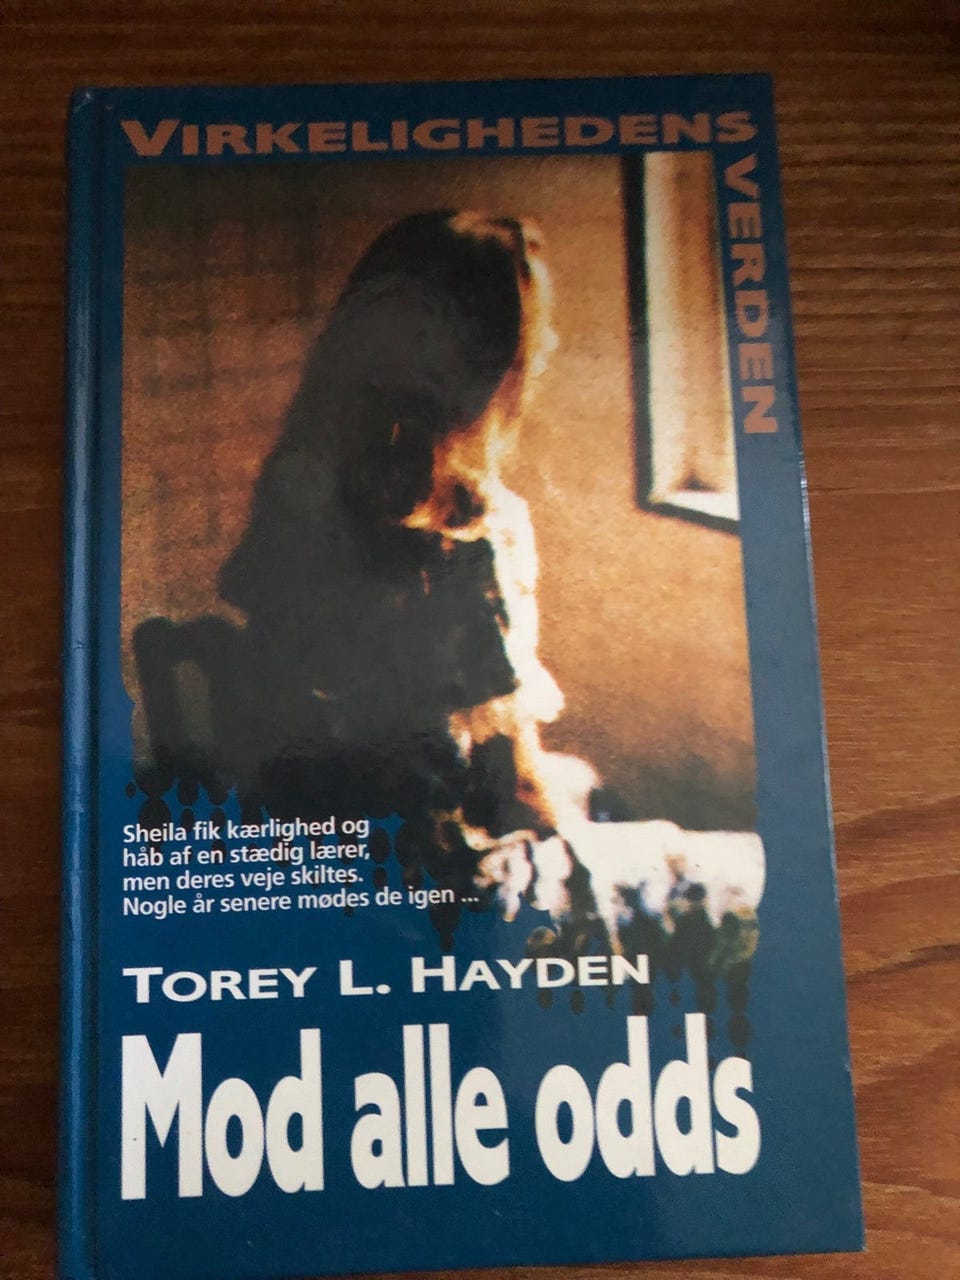 VIRKELIGHEDENS
VERDEN
Sheila fik kærlighed og
håb af en stædig lærer,
men deres veje skiltes.
Nogle år senere mødes de igen ...
TOREY L. HAYDEN
Mod alle odds